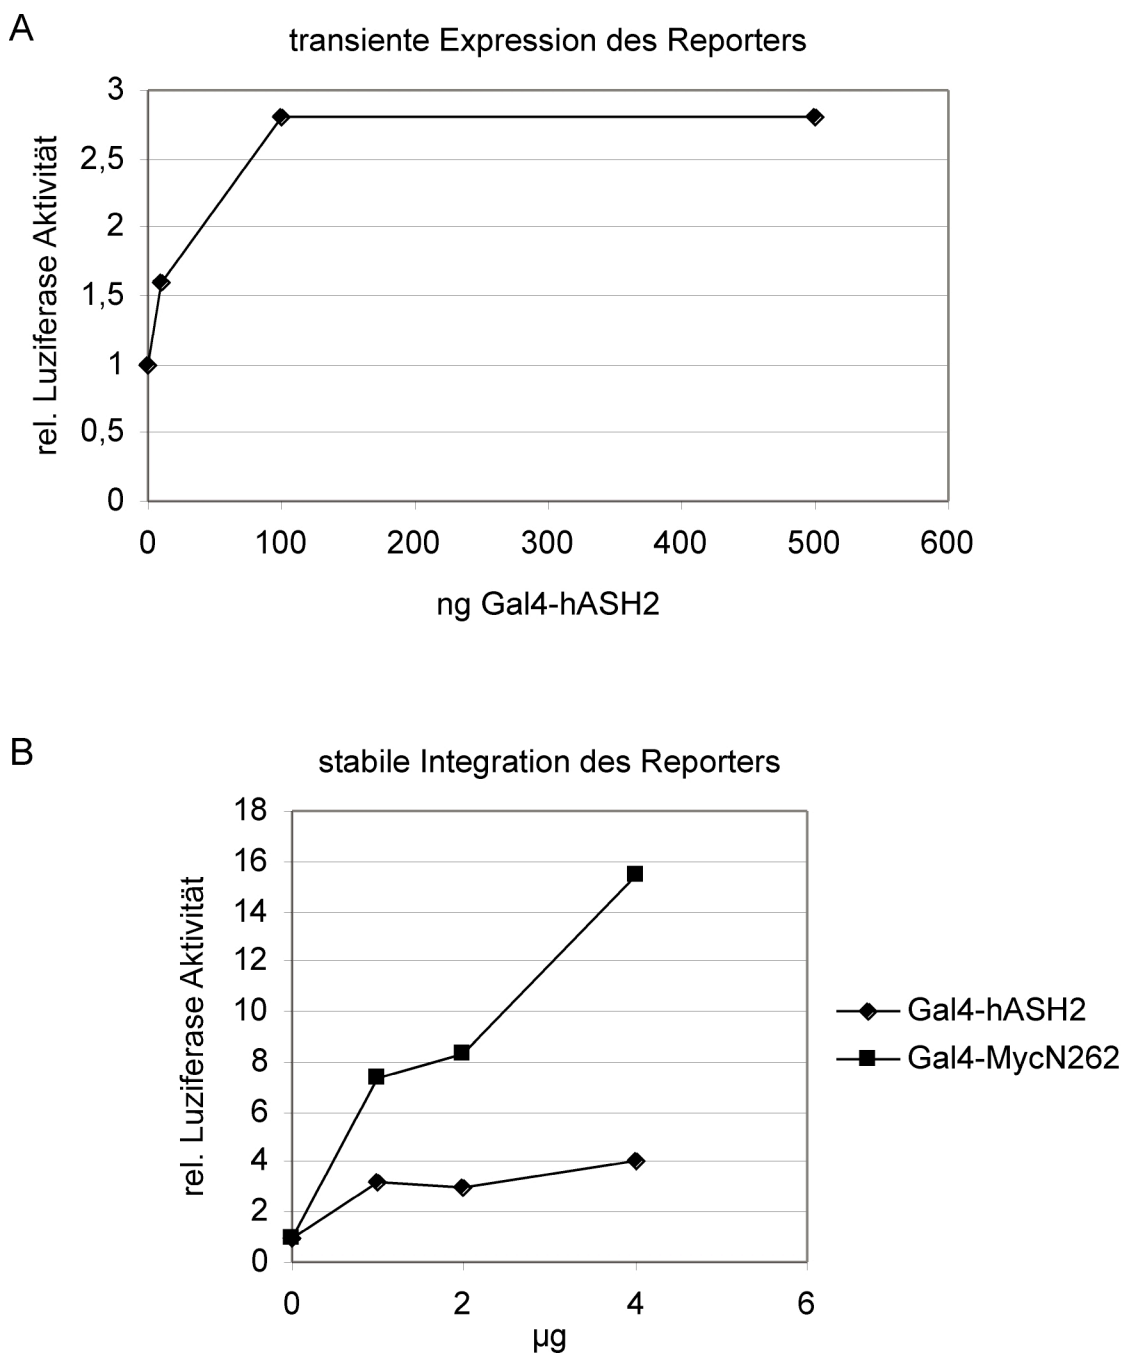 A
transiente Expression des Reporters
rel. Luziferase Aktivität
3
2,5
2
1,5
1
0,5
0
0 100 200 300 400 500 600
ng Gal4-hASH2
B
stabile Integration des Reporters
rel. Luziferase Aktivität
18
16
14
12
10
8
6
4
2
0
0 2 4 6
µg
Gal4-hASH2
Gal4-MycN262